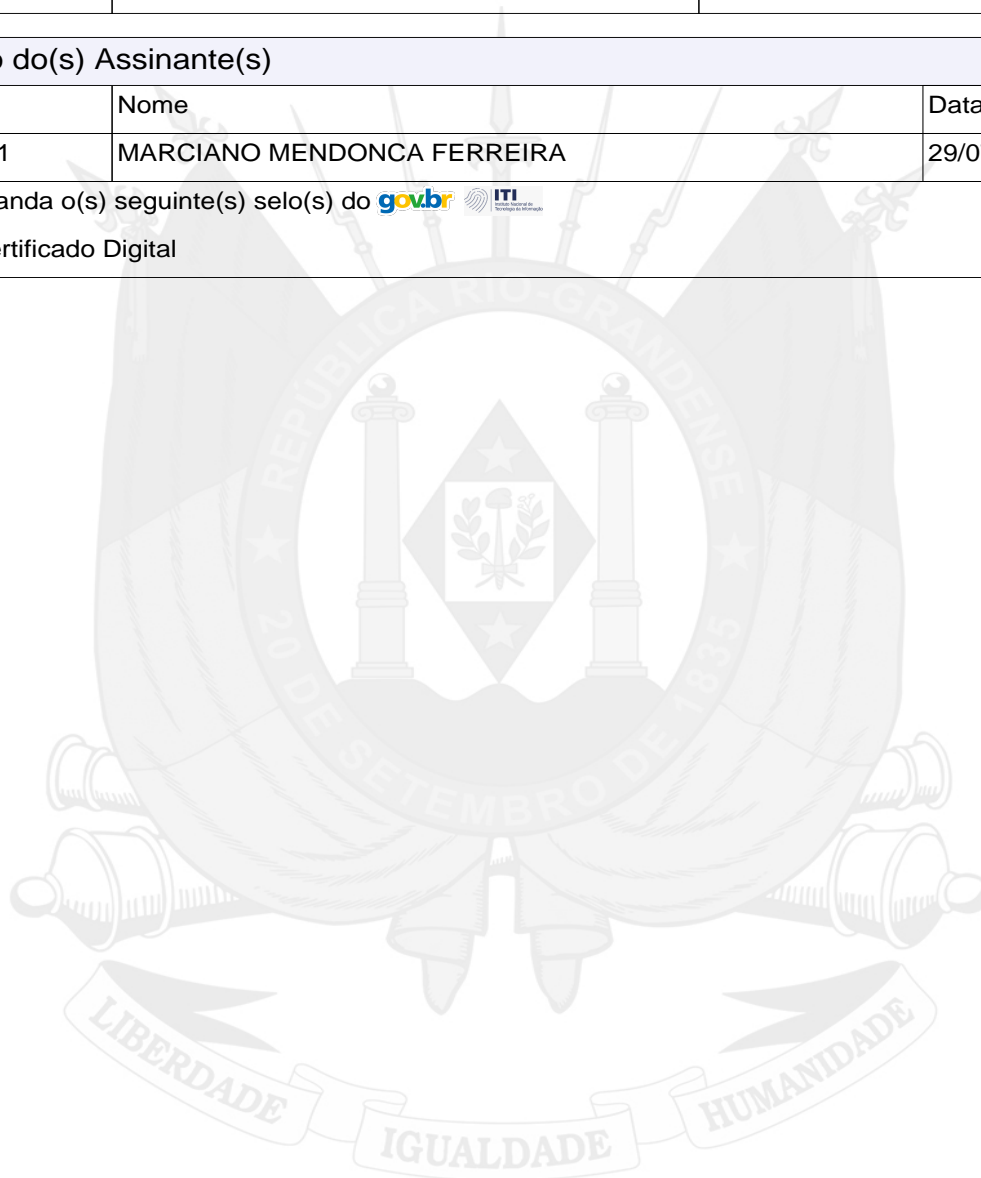 o do(s) Assinante(s)
Nome
Data
1
MARCIANO MENDONCA FERREIRA
29/0
anda o(s) seguinte(s) selo(s) do gov.br ITI
rtificado Digital
REPÚBLICA RIO-GRANDENSE
20 DE SETEMBRO DE 1835
LIBERDADE
IGUALDADE
HUMANIDADE